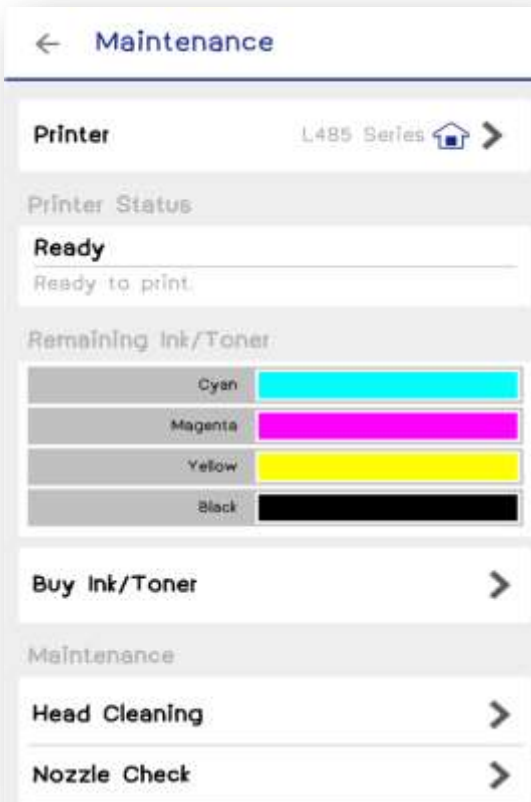 Maintenance
Printer L485 Series
Printer Status
Ready
Ready to print.
Remaining Ink/Toner
Cyan
Magenta
Yellow
Black
Buy Ink/Toner
Maintenance
Head Cleaning
Nozzle Check